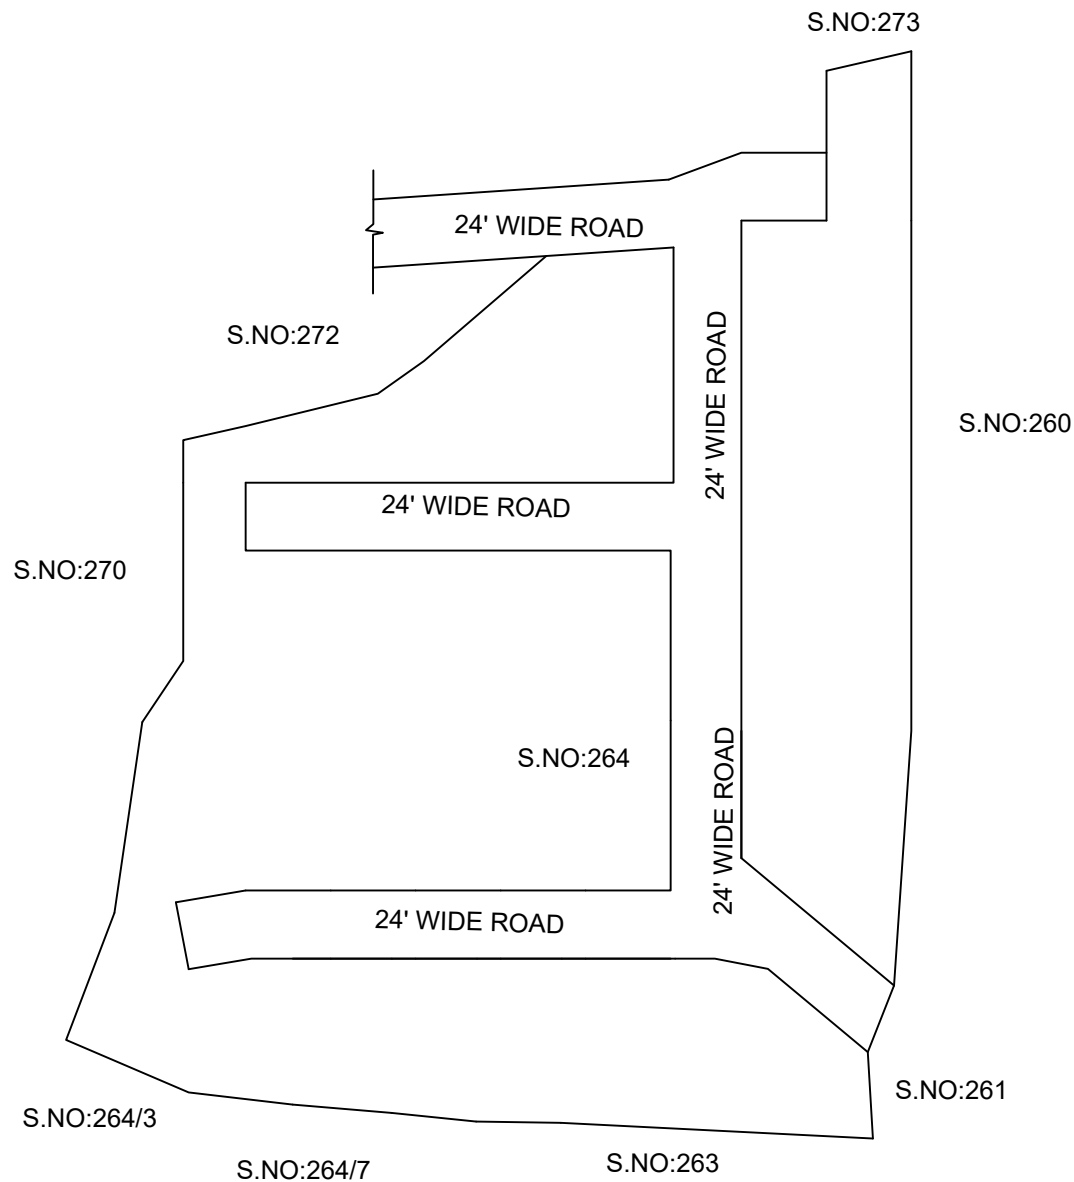 S.NO:273
24' WIDE ROAD
S.NO:272
24' WIDE ROAD
S.NO:260
24' WIDE ROAD
S.NO:270
S.NO:264
24' WIDE ROAD
24' WIDE ROAD
S.NO:261
S.NO:264/3
S.NO:263
S.NO:264/7